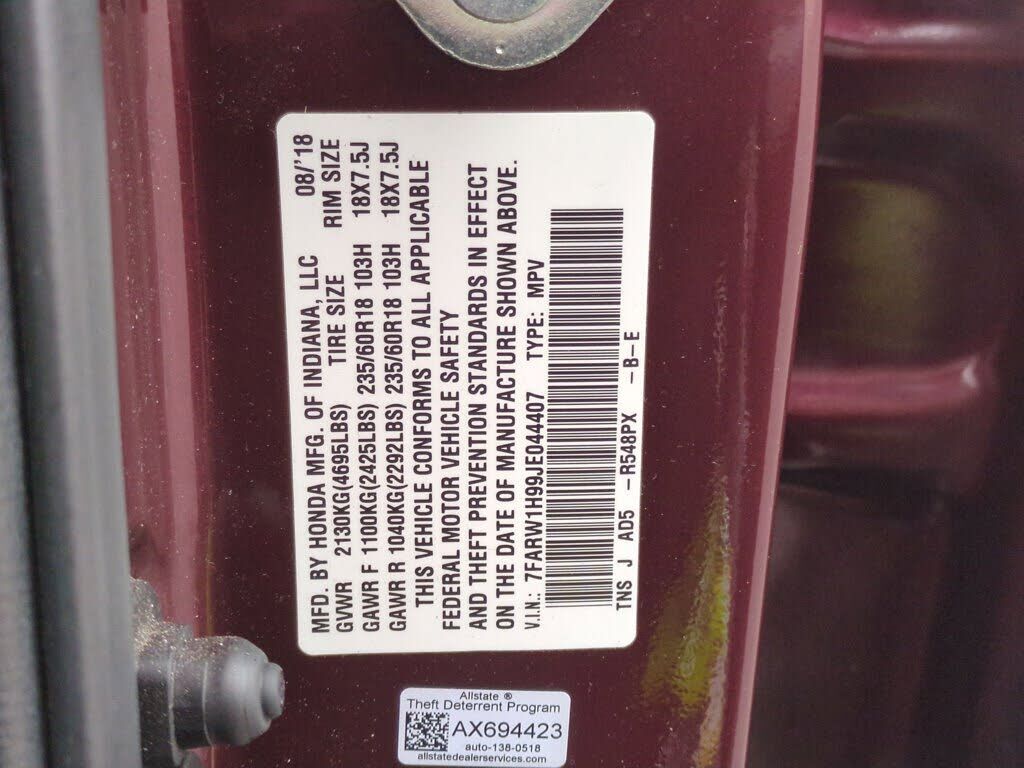 MFD. BY HONDA MFG. OF INDIANA, LLC 08/'18
GVWR 2130KG(4695LBS) TIRE SIZE RIM SIZE
GAWR F 1100KG(2425LBS) 235/60R18 103H 18X7.5J
GAWR R 1040KG(2292LBS) 235/60R18 103H 18X7.5J
THIS VEHICLE CONFORMS TO ALL APPLICABLE
FEDERAL MOTOR VEHICLE SAFETY
AND THEFT PREVENTION STANDARDS IN EFFECT
ON THE DATE OF MANUFACTURE SHOWN ABOVE.
V.I.N.: 7FARW1H99JE044407 TYPE: MPV
TNS J AD5 -R548PX -B-E
Allstate ®
Theft Deterrent Program
AX694423
auto-138-0518
allstatedealerservices.com